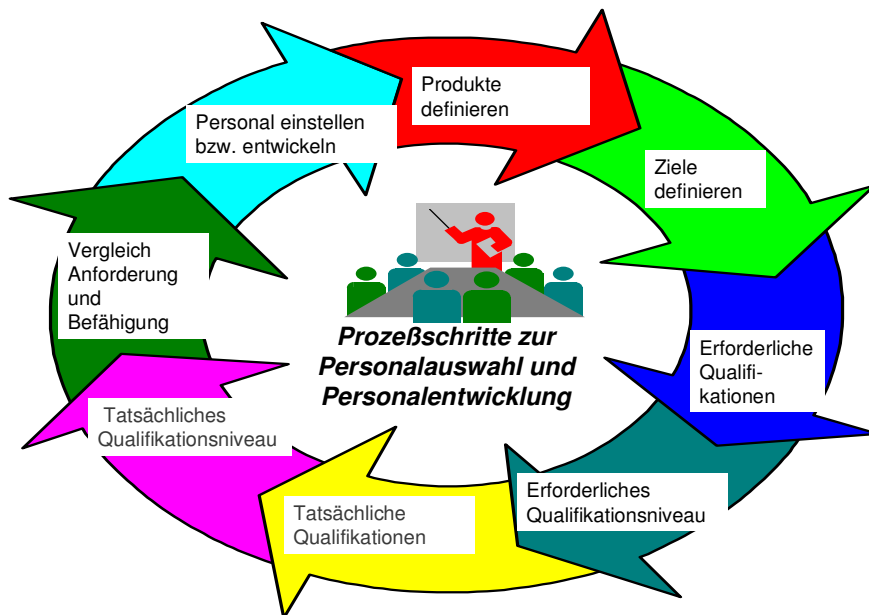 Produkte
definieren
Ziele
definieren
Erforderliche
Qualifi-
kationen
Erforderliches
Qualifikationsniveau
Tatsächliche
Qualifikationen
Tatsächliches
Qualifikationsniveau
Vergleich
Anforderung
und
Befähigung
Personal einstellen
bzw. entwickeln
Prozeßschritte zur
Personalauswahl und
Personalentwicklung